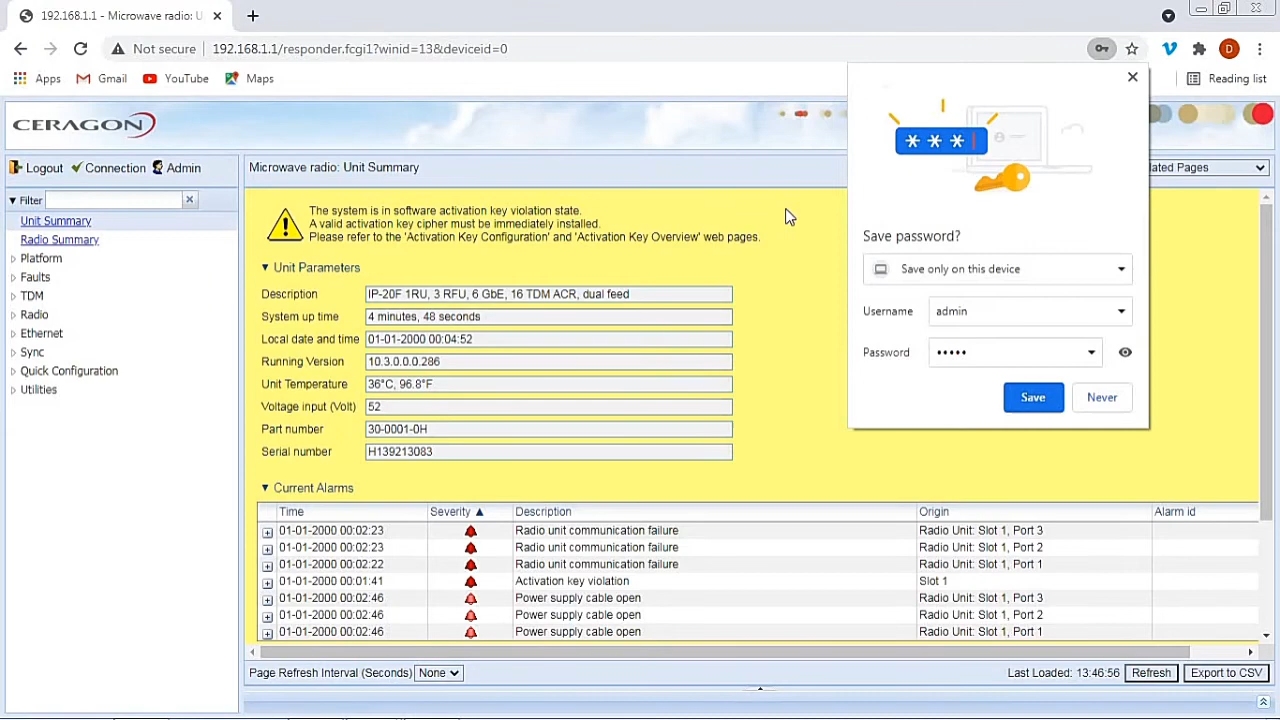 192.168.1.1 - Microwave radio: U
Not secure 192.168.1.1/responder.fcgi1?winid=13&deviceid=0
D
Apps Gmail YouTube Maps Reading list
CERAGON
Logout Connection Admin
Microwave radio: Unit Summary
lated Pages
Filter
Unit Summary
Radio Summary
Platform
Faults
TDM
Radio
Ethernet
Sync
Quick Configuration
Utilities
The system is in software activation key violation state.
A valid activation key cipher must be immediately installed.
Please refer to the 'Activation Key Configuration' and 'Activation Key Overview' web pages.
Unit Parameters
Description IP-20F 1RU, 3 RFU, 6 GbE, 16 TDM ACR, dual feed
System up time 4 minutes, 48 seconds
Local date and time 01-01-2000 00:04:52
Running Version 10.3.0.0.0.286
Unit Temperature 36°C, 96.8°F
Voltage input (Volt) 52
Part number 30-0001-0H
Serial number H139213083
Save password?
Save only on this device
Username admin
Password •••••
Save Never
Current Alarms
Time Severity ▲ Description Origin Alarm id
01-01-2000 00:02:23 Radio unit communication failure Radio Unit: Slot 1, Port 3
01-01-2000 00:02:23 Radio unit communication failure Radio Unit: Slot 1, Port 2
01-01-2000 00:02:22 Radio unit communication failure Radio Unit: Slot 1, Port 1
01-01-2000 00:01:41 Activation key violation Slot 1
01-01-2000 00:02:46 Power supply cable open Radio Unit: Slot 1, Port 3
01-01-2000 00:02:46 Power supply cable open Radio Unit: Slot 1, Port 2
01-01-2000 00:02:46 Power supply cable open Radio Unit: Slot 1, Port 1
Page Refresh Interval (Seconds) None Last Loaded: 13:46:56 Refresh Export to CSV